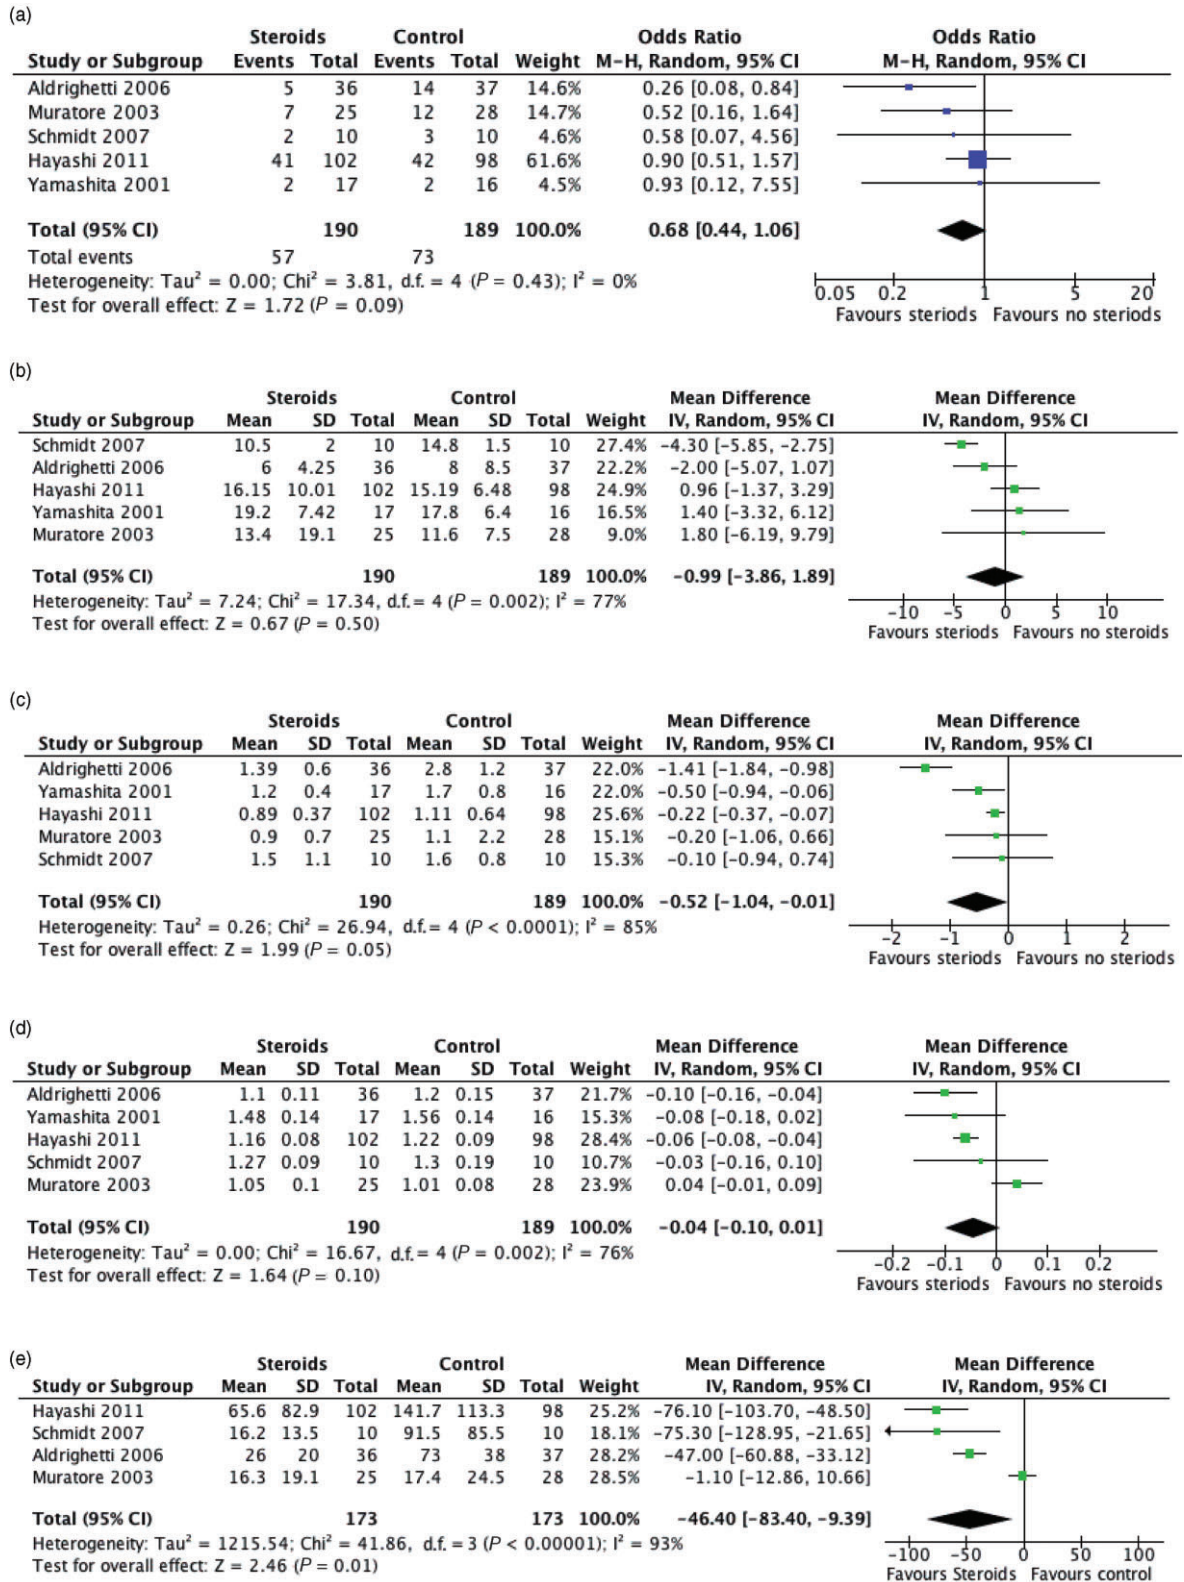 (a)
Steroids Control Odds Ratio Odds Ratio
Study or Subgroup Events Total Events Total Weight M-H, Random, 95% CI M-H, Random, 95% CI
Aldrighetti 2006 5 36 14 37 14.6% 0.26 [0.08, 0.84]
Muratore 2003 7 25 12 28 14.7% 0.52 [0.16, 1.64]
Schmidt 2007 2 10 3 10 4.6% 0.58 [0.07, 4.56]
Hayashi 2011 41 102 42 98 61.6% 0.90 [0.51, 1.57]
Yamashita 2001 2 17 2 16 4.5% 0.93 [0.12, 7.55]
Total (95% CI) 190 189 100.0% 0.68 [0.44, 1.06]
Total events 57 73
Heterogeneity: Tau² = 0.00; Chi² = 3.81, d.f. = 4 (P = 0.43); I² = 0%
Test for overall effect: Z = 1.72 (P = 0.09)
0.05 0.2 1 5 20
Favours steriods Favours no steriods
(b)
Steroids Control Mean Difference Mean Difference
Study or Subgroup Mean SD Total Mean SD Total Weight IV, Random, 95% CI IV, Random, 95% CI
Schmidt 2007 10.5 2 10 14.8 1.5 10 27.4% −4.30 [−5.85, −2.75]
Aldrighetti 2006 6 4.25 36 8 8.5 37 22.2% −2.00 [−5.07, 1.07]
Hayashi 2011 16.15 10.01 102 15.19 6.48 98 24.9% 0.96 [−1.37, 3.29]
Yamashita 2001 19.2 7.42 17 17.8 6.4 16 16.5% 1.40 [−3.32, 6.12]
Muratore 2003 13.4 19.1 25 11.6 7.5 28 9.0% 1.80 [−6.19, 9.79]
Total (95% CI) 190 189 100.0% −0.99 [−3.86, 1.89]
Heterogeneity: Tau² = 7.24; Chi² = 17.34, d.f. = 4 (P = 0.002); I² = 77%
Test for overall effect: Z = 0.67 (P = 0.50)
−10 −5 0 5 10
Favours steriods Favours no steroids
(c)
Steroids Control Mean Difference Mean Difference
Study or Subgroup Mean SD Total Mean SD Total Weight IV, Random, 95% CI IV, Random, 95% CI
Aldrighetti 2006 1.39 0.6 36 2.8 1.2 37 22.0% −1.41 [−1.84, −0.98]
Yamashita 2001 1.2 0.4 17 1.7 0.8 16 22.0% −0.50 [−0.94, −0.06]
Hayashi 2011 0.89 0.37 102 1.11 0.64 98 25.6% −0.22 [−0.37, −0.07]
Muratore 2003 0.9 0.7 25 1.1 2.2 28 15.1% −0.20 [−1.06, 0.66]
Schmidt 2007 1.5 1.1 10 1.6 0.8 10 15.3% −0.10 [−0.94, 0.74]
Total (95% CI) 190 189 100.0% −0.52 [−1.04, −0.01]
Heterogeneity: Tau² = 0.26; Chi² = 26.94, d.f. = 4 (P < 0.0001); I² = 85%
Test for overall effect: Z = 1.99 (P = 0.05)
−2 −1 0 1 2
Favours steriods Favours no steriods
(d)
Steroids Control Mean Difference Mean Difference
Study or Subgroup Mean SD Total Mean SD Total Weight IV, Random, 95% CI IV, Random, 95% CI
Aldrighetti 2006 1.1 0.11 36 1.2 0.15 37 21.7% −0.10 [−0.16, −0.04]
Yamashita 2001 1.48 0.14 17 1.56 0.14 16 15.3% −0.08 [−0.18, 0.02]
Hayashi 2011 1.16 0.08 102 1.22 0.09 98 28.4% −0.06 [−0.08, −0.04]
Schmidt 2007 1.27 0.09 10 1.3 0.19 10 10.7% −0.03 [−0.16, 0.10]
Muratore 2003 1.05 0.1 25 1.01 0.08 28 23.9% 0.04 [−0.01, 0.09]
Total (95% CI) 190 189 100.0% −0.04 [−0.10, 0.01]
Heterogeneity: Tau² = 0.00; Chi² = 16.67, d.f. = 4 (P = 0.002); I² = 76%
Test for overall effect: Z = 1.64 (P = 0.10)
−0.2 −0.1 0 0.1 0.2
Favours steriods Favours no steroids
(e)
Steroids Control Mean Difference Mean Difference
Study or Subgroup Mean SD Total Mean SD Total Weight IV, Random, 95% CI IV, Random, 95% CI
Hayashi 2011 65.6 82.9 102 141.7 113.3 98 25.2% −76.10 [−103.70, −48.50]
Schmidt 2007 16.2 13.5 10 91.5 85.5 10 18.1% −75.30 [−128.95, −21.65]
Aldrighetti 2006 26 20 36 73 38 37 28.2% −47.00 [−60.88, −33.12]
Muratore 2003 16.3 19.1 25 17.4 24.5 28 28.5% −1.10 [−12.86, 10.66]
Total (95% CI) 173 173 100.0% −46.40 [−83.40, −9.39]
Heterogeneity: Tau² = 1215.54; Chi² = 41.86, d.f. = 3 (P < 0.00001); I² = 93%
Test for overall effect: Z = 2.46 (P = 0.01)
−100 −50 0 50 100
Favours Steroids Favours control